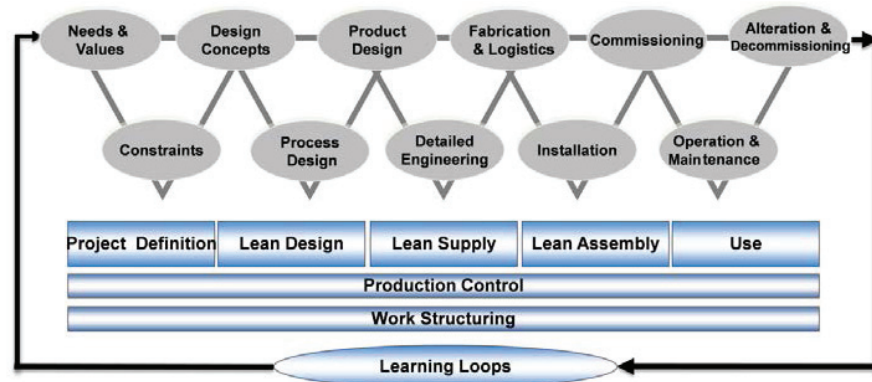 Needs &
Values
Design
Concepts
Product
Design
Fabrication
& Logistics
Commissioning
Alteration &
Decommissioning
Constraints
Process
Design
Detailed
Engineering
Installation
Operation &
Maintenance
Project Definition
Lean Design
Lean Supply
Lean Assembly
Use
Production Control
Work Structuring
Learning Loops